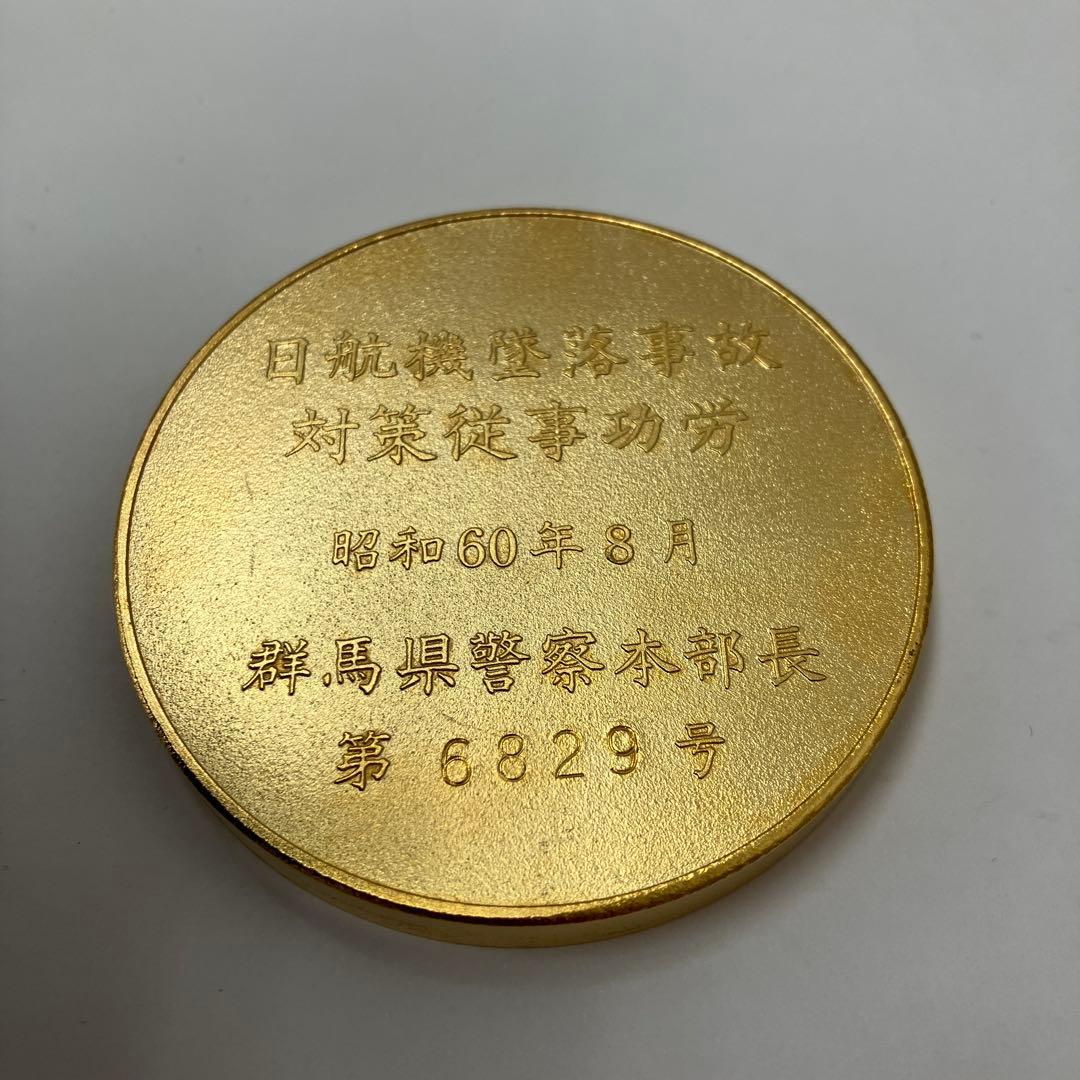 日航機墜落事故
対策従事功労
昭和60年8月
群馬県警察本部長
第 6829 号